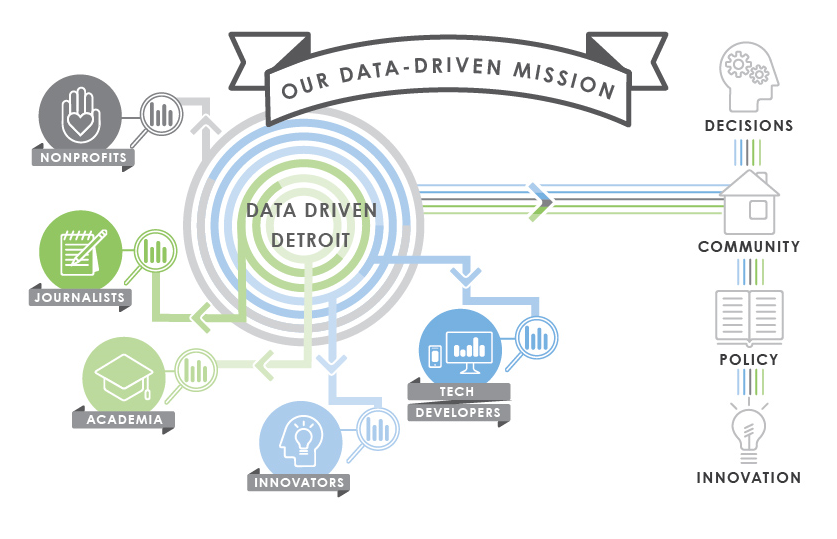 OUR DATA-DRIVEN MISSION
DECISIONS
NONPROFITS
DATA DRIVEN
DETROIT
COMMUNITY
JOURNALISTS
POLICY
TECH
DEVELOPERS
ACADEMIA
INNOVATORS
INNOVATION